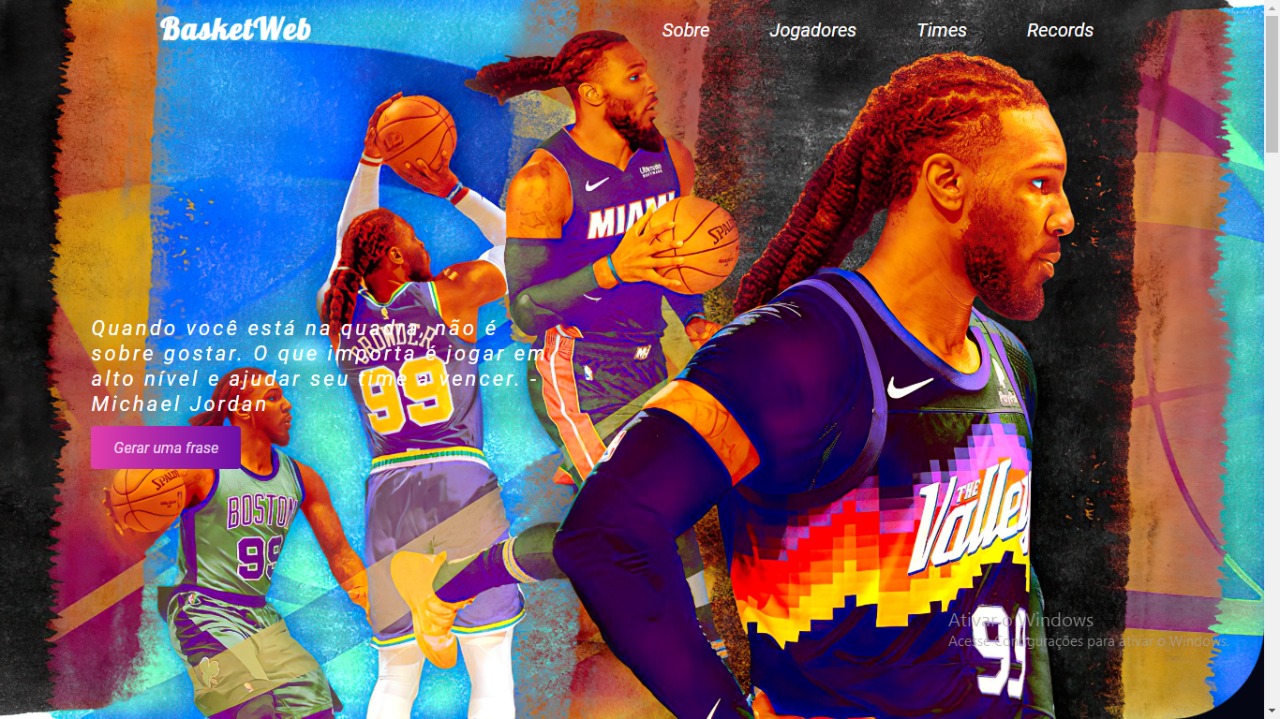 BasketWeb
Sobre Jogadores Times Records
MIAMI
Quando você está na quadra, não é
sobre gostar. O que importa é jogar em
alto nível e ajudar seu time a vencer. -
Michael Jordan
Gerar uma frase
CROWDER
99
BOSTON
99
THE
Valley
99
Ativar o Windows
Acesse Configurações para ativar o Windows.